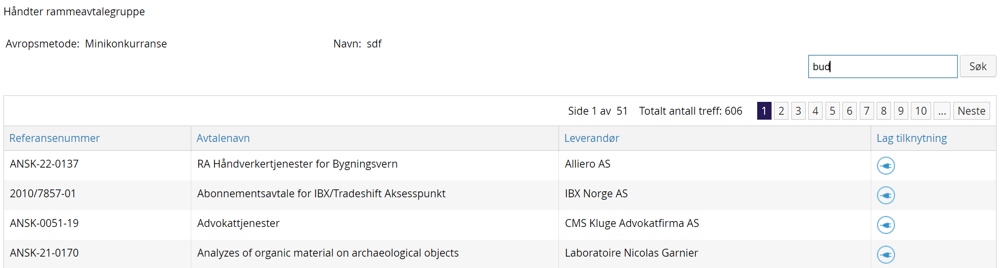 Håndter rammeavtalegruppe
Avropsmetode: Minikonkurranse Navn: sdf
bud Søk
Side 1 av 51 Totalt antall treff: 606 1 2 3 4 5 6 7 8 9 10 ... Neste
Referansenummer Avtalenavn Leverandør Lag tilknytning
ANSK-22-0137 RA Håndverkertjenester for Bygningsvern Alliero AS
2010/7857-01 Abonnementsavtale for IBX/Tradeshift Aksesspunkt IBX Norge AS
ANSK-0051-19 Advokattjenester CMS Kluge Advokatfirma AS
ANSK-21-0170 Analyzes of organic material on archaeological objects Laboratoire Nicolas Garnier